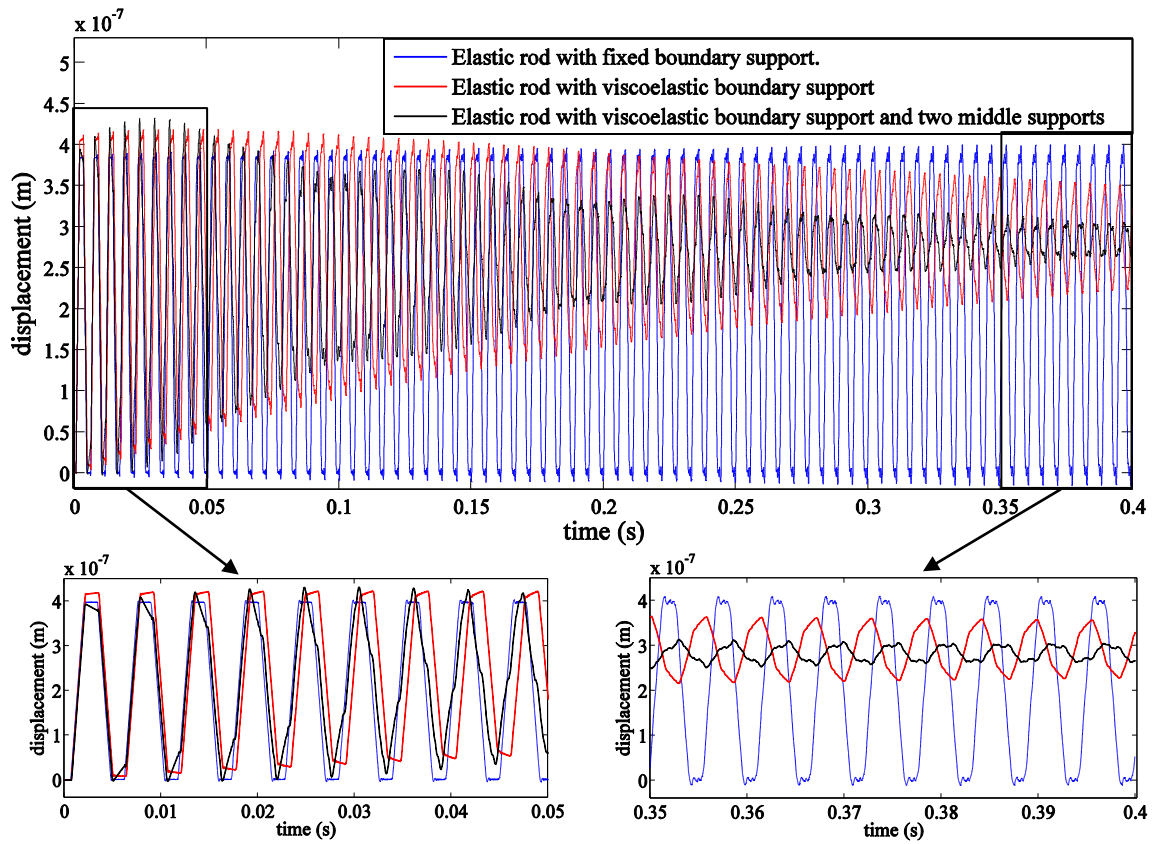 x 10^-7
5
4.5
4
3.5
3
2.5
2
1.5
1
0.5
0
displacement (m)
Elastic rod with fixed boundary support.
Elastic rod with viscoelastic boundary support
Elastic rod with viscoelastic boundary support and two middle supports
0 0.05 0.1 0.15 0.2 0.25 0.3 0.35 0.4
time (s)
x 10^-7
4
3
2
1
0
displacement (m)
0 0.01 0.02 0.03 0.04 0.05
time (s)
x 10^-7
4
3
2
1
0
displacement (m)
0.35 0.36 0.37 0.38 0.39 0.4
time (s)